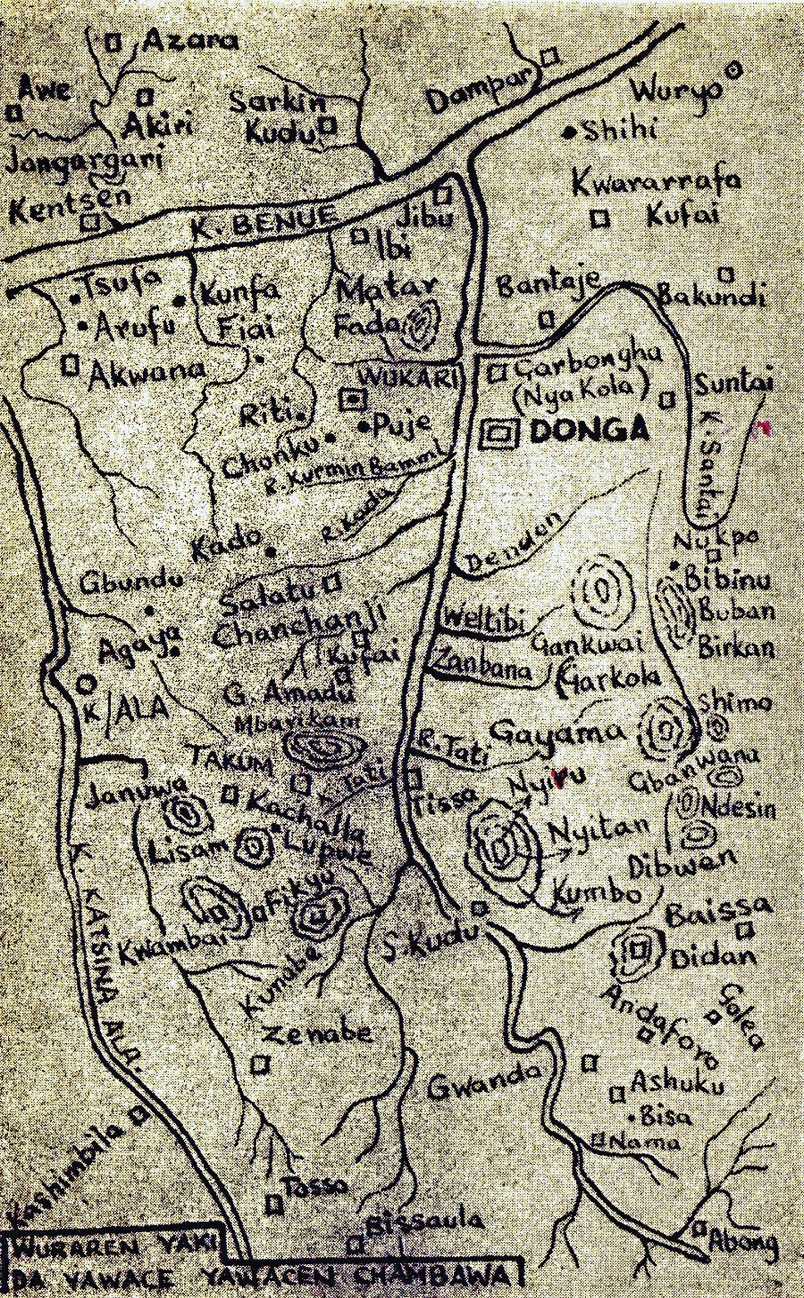 Azara
Awe
Akiri
Sarkin
Kudu
Dampar
Wuryo
Shihi
Jangargari
Kentsen
Kwararrafa
Kufai
K. BENUE
Jibu
Ibi
Tsufa
Kunfa
Arufu
Fiai
Akwana
Matar
Fada
Bantaje
Bakundi
WUKARI
Garbongha
(Nya Kola)
Suntai
K. Santai
Riti
Puje
DONGA
Chonku
R. Kurmin Bammi
R. Kada
Kado
Dendan
Nukpo
Bibinu
Buban
Birkan
Gbundu
Salatu
Chanchanji
Kufai
Weltibi
Gankwai
Zanbana
Garkola
Agaya
K/ALA
G. Amadu
Mbayikam
Shimo
Gayama
R. Tati
Gbanwana
TAKUM
K. Tati
Tissa
Nyiru
Ndesin
Januwa
Kachalla
Lisam
Lupwe
Nyitan
Dibwen
Kumbo
Fikyu
Kwambai
Kunabe
S. Kudu
Baissa
Didan
K. KATSINA ALA.
Andaforo
Golea
Zenabe
Gwanda
Ashuku
Bisa
Nama
Kashimbila
Tossa
Bissaula
Abong
WURAREN YAKI
DA YAWACE YAWACEN CHAMBAWA